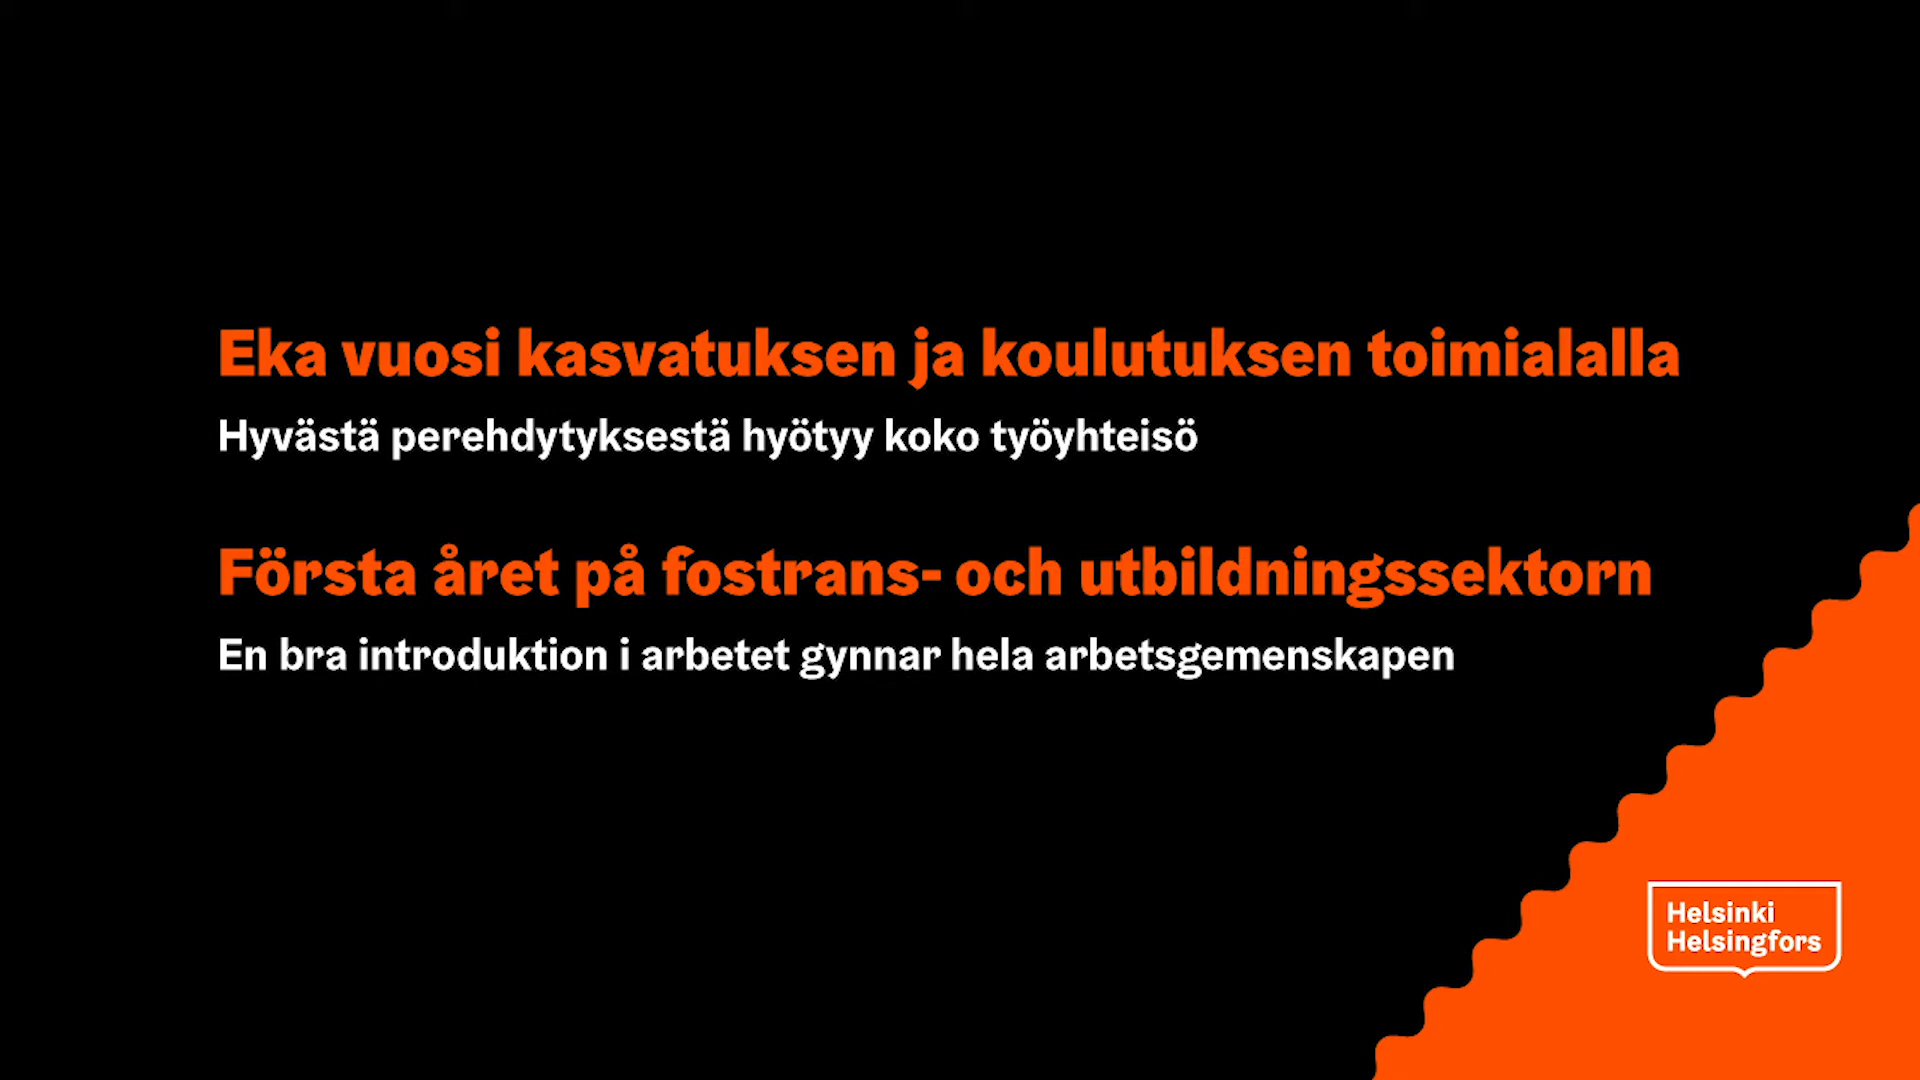 Eka vuosi kasvatuksen ja koulutuksen toimialalla
Hyvästä perehdytyksestä hyötyy koko työyhteisö
Första året på fostrans- och utbildningssektorn
En bra introduktion i arbetet gynnar hela arbetsgemenskapen
Helsinki
Helsingfors